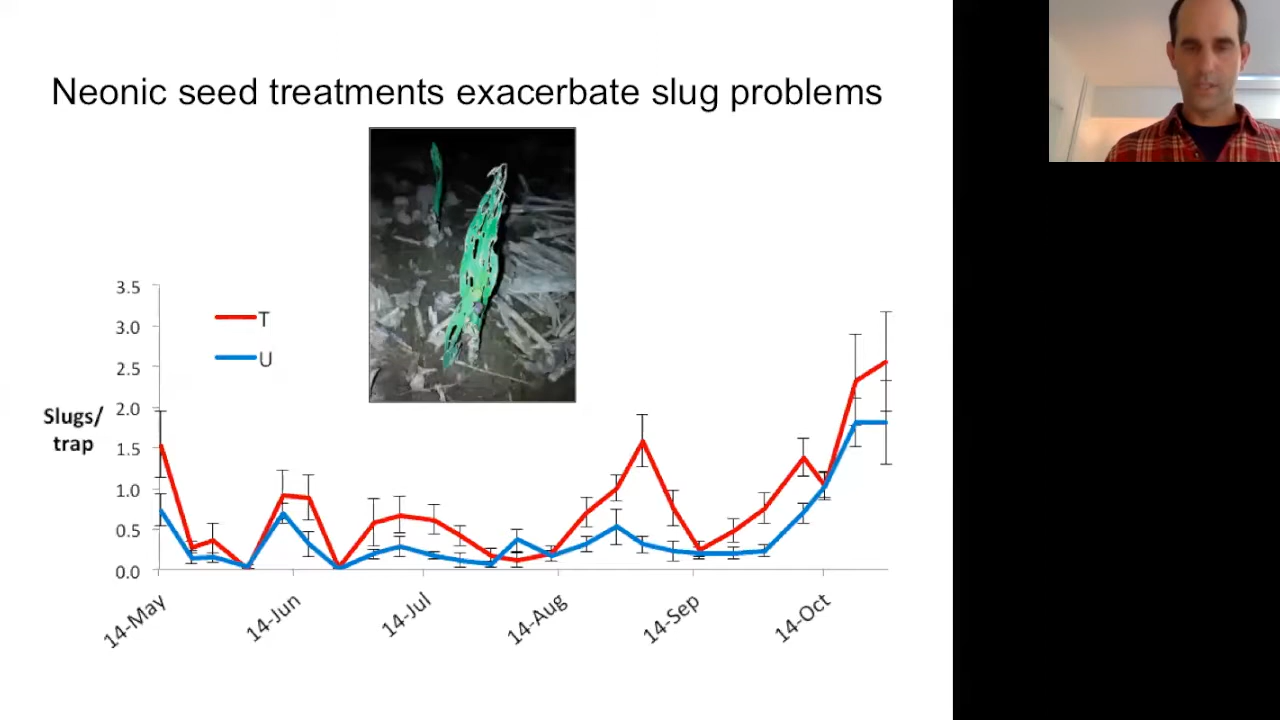 Neonic seed treatments exacerbate slug problems
3.5
3.0
2.5
2.0
1.5
1.0
0.5
0.0
Slugs/
trap
T
U
14-May
14-Jun
14-Jul
14-Aug
14-Sep
14-Oct